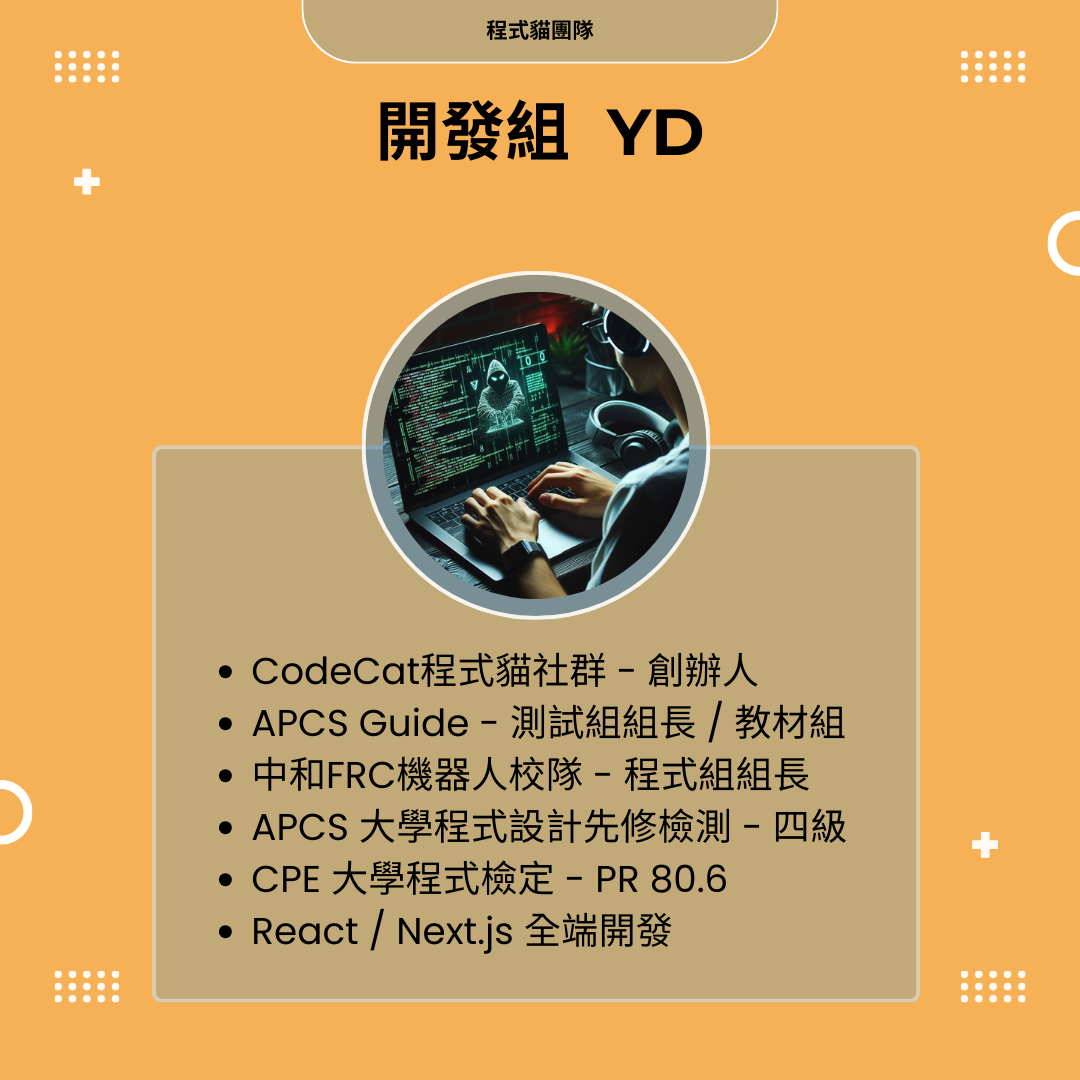 程式貓團隊
開發組 YD
CodeCat程式貓社群 - 創辦人
APCS Guide - 測試組組長 / 教材組
中和FRC機器人校隊 - 程式組組長
APCS 大學程式設計先修檢測 - 四級
CPE 大學程式檢定 - PR 80.6
React / Next.js 全端開發